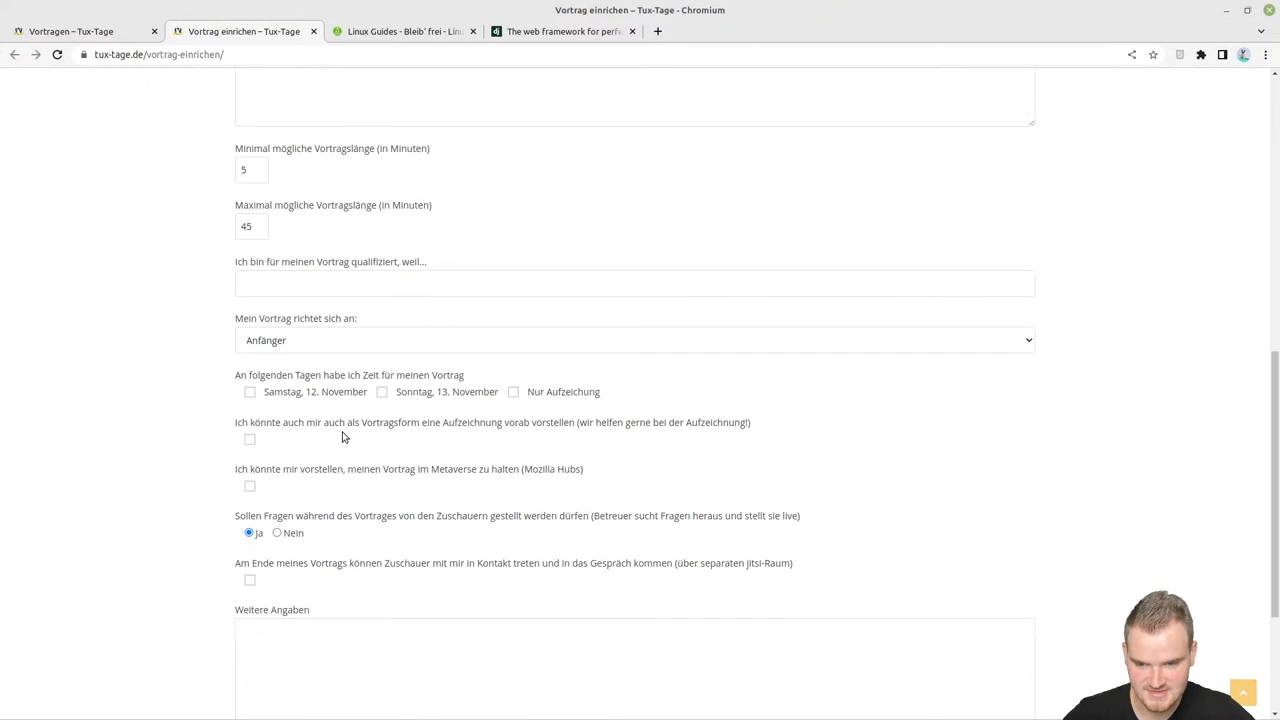 Vortrag einrichten – Tux-Tage - Chromium
Vortragen – Tux-Tage
Vortrag einrichten – Tux-Tage
Linux Guides - Bleib' frei - Linu
The web framework for perfe
tux-tage.de/vortrag-einrichten/
Minimal mögliche Vortragslänge (in Minuten)
5
Maximal mögliche Vortragslänge (in Minuten)
45
Ich bin für meinen Vortrag qualifiziert, weil...
Mein Vortrag richtet sich an:
Anfänger
An folgenden Tagen habe ich Zeit für meinen Vortrag
Samstag, 12. November Sonntag, 13. November Nur Aufzeichnung
Ich könnte auch mir auch als Vortragsform eine Aufzeichnung vorab vorstellen (wir helfen gerne bei der Aufzeichnung!)
Ich könnte mir vorstellen, meinen Vortrag im Metaverse zu halten (Mozilla Hubs)
Sollen Fragen während des Vortrages von den Zuschauern gestellt werden dürfen (Betreuer sucht Fragen heraus und stellt sie live)
Ja Nein
Am Ende meines Vortrags können Zuschauer mit mir in Kontakt treten und in das Gespräch kommen (über separaten Jitsi-Raum)
Weitere Angaben